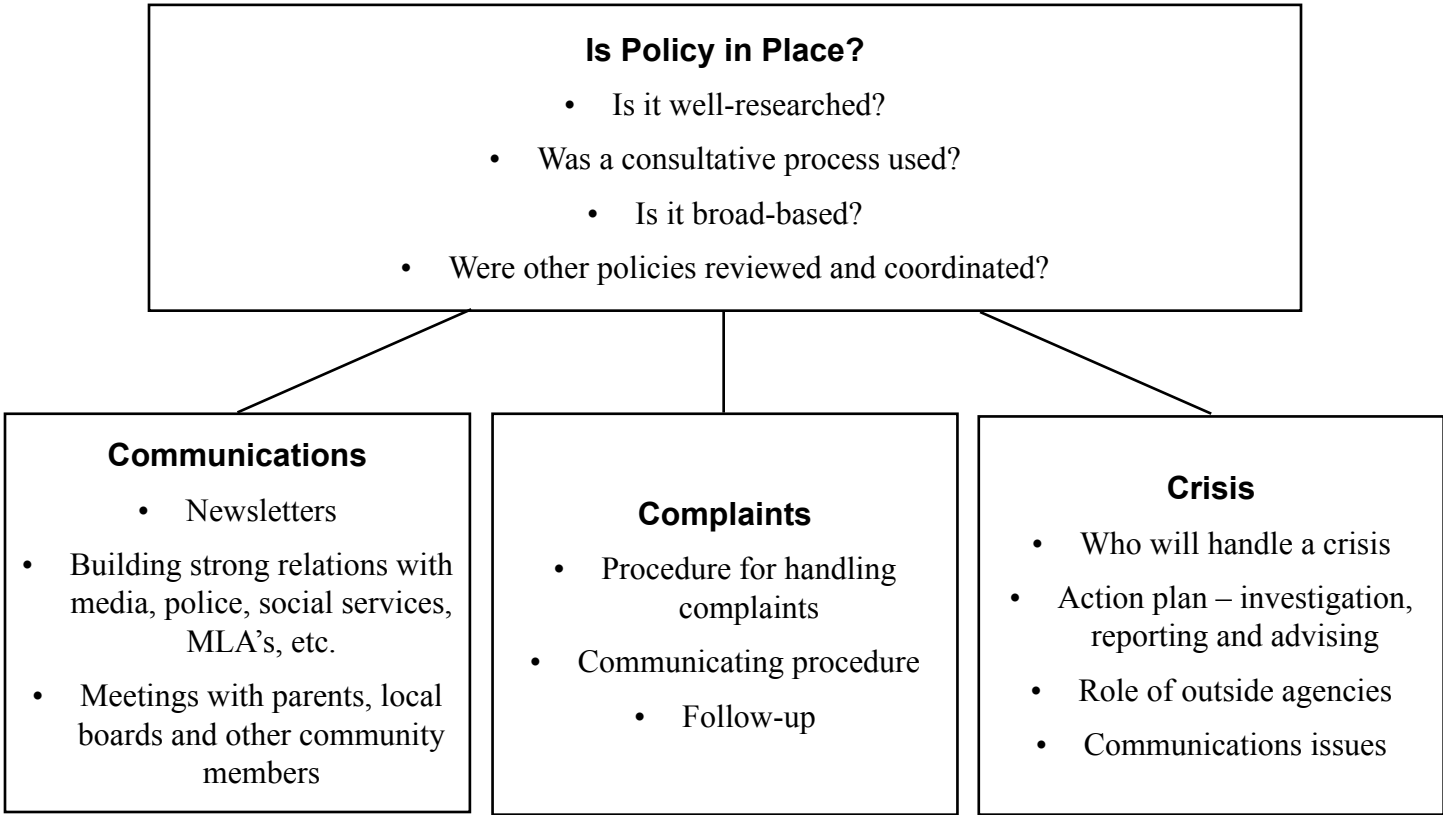 Is Policy in Place?
• Is it well-researched?
• Was a consultative process used?
• Is it broad-based?
• Were other policies reviewed and coordinated?
Communications
• Newsletters
• Building strong relations with
media, police, social services,
MLA’s, etc.
• Meetings with parents, local
boards and other community
members
Complaints
• Procedure for handling
complaints
• Communicating procedure
• Follow-up
Crisis
• Who will handle a crisis
• Action plan – investigation,
reporting and advising
• Role of outside agencies
• Communications issues